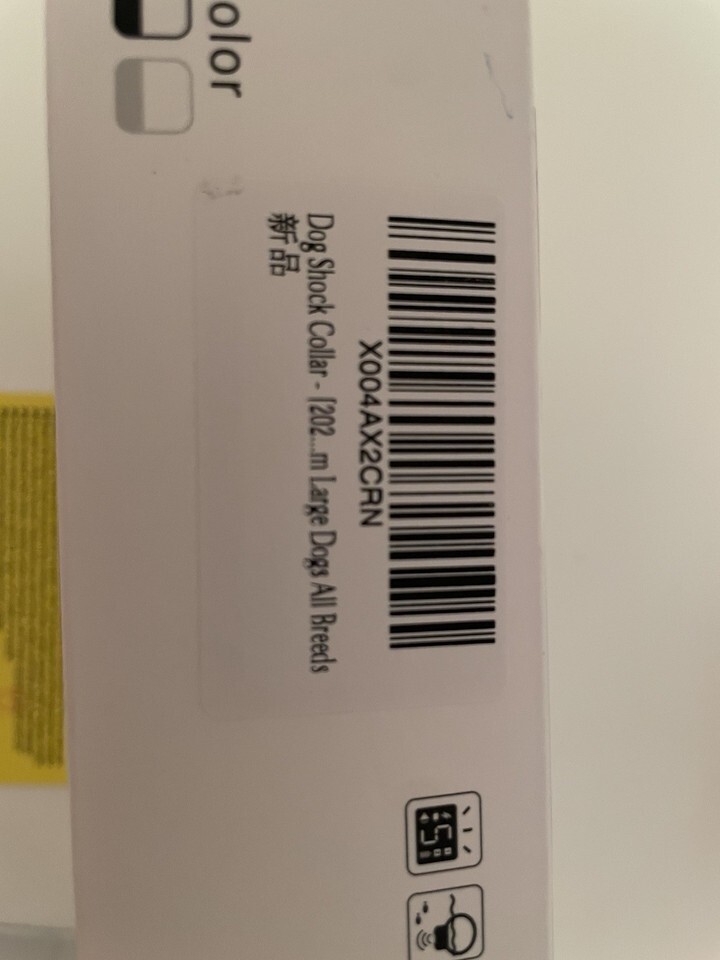 olor
X004AX2CRN
Dog Shock Collar - [202...m Large Dogs All Breeds
新品